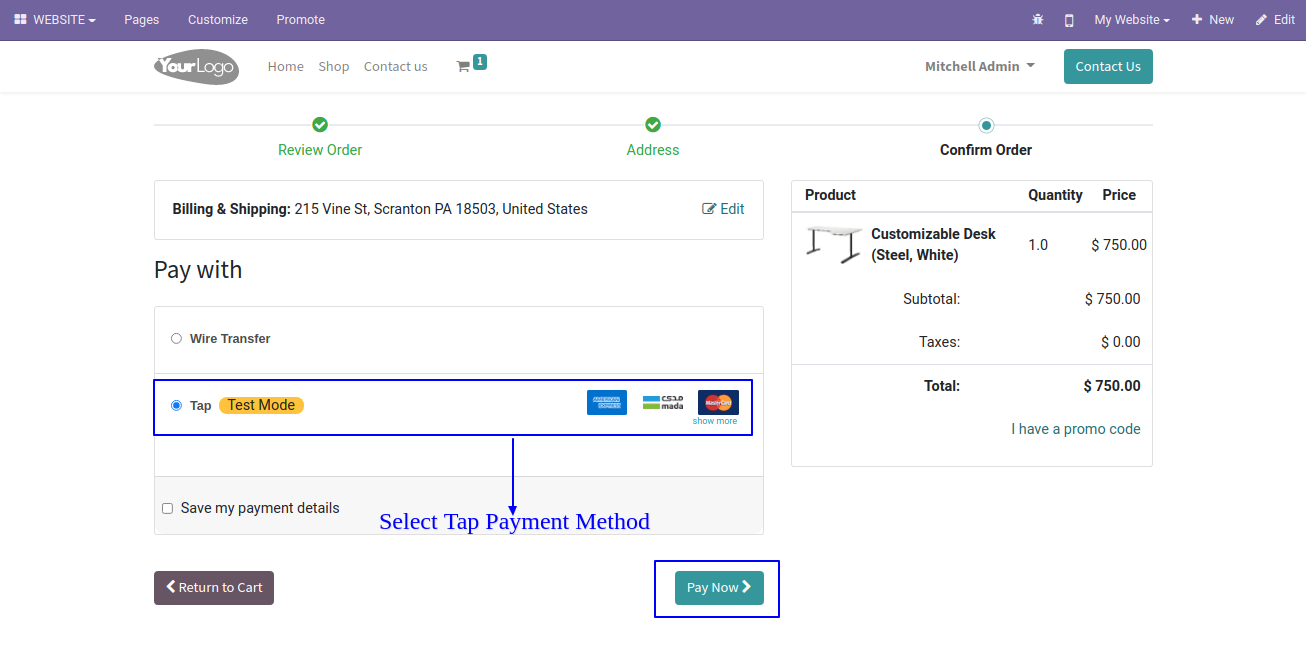 WEBSITE Pages Customize Promote My Website New Edit
YourLogo Home Shop Contact us 1 Mitchell Admin Contact Us
Review Order Address Confirm Order
Billing & Shipping: 215 Vine St, Scranton PA 18503, United States Edit
Pay with
Wire Transfer
Tap Test Mode AMERICAN EXPRESS مدى mada MasterCard
show more
Save my payment details
Select Tap Payment Method
Return to Cart Pay Now
Product Quantity Price
Customizable Desk
(Steel, White) 1.0 $ 750.00
Subtotal: $ 750.00
Taxes: $ 0.00
Total: $ 750.00
I have a promo code